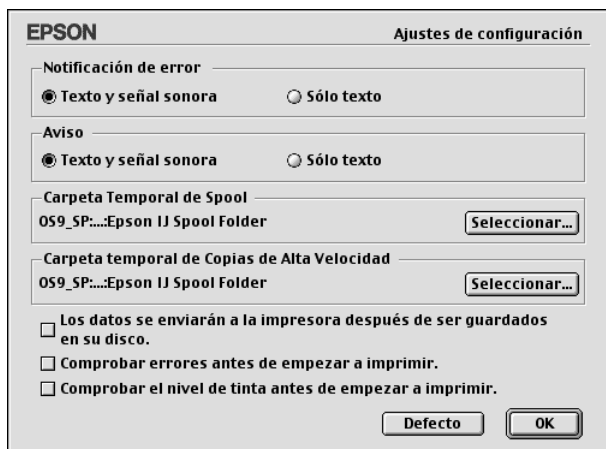 EPSON Ajustes de configuración
Notificación de error
Texto y señal sonora Sólo texto
Aviso
Texto y señal sonora Sólo texto
Carpeta Temporal de Spool
OS9_SP:...:Epson IJ Spool Folder Seleccionar...
Carpeta temporal de Copias de Alta Velocidad
OS9_SP:...:Epson IJ Spool Folder Seleccionar...
Los datos se enviarán a la impresora después de ser guardados
en su disco.
Comprobar errores antes de empezar a imprimir.
Comprobar el nivel de tinta antes de empezar a imprimir.
Defecto OK